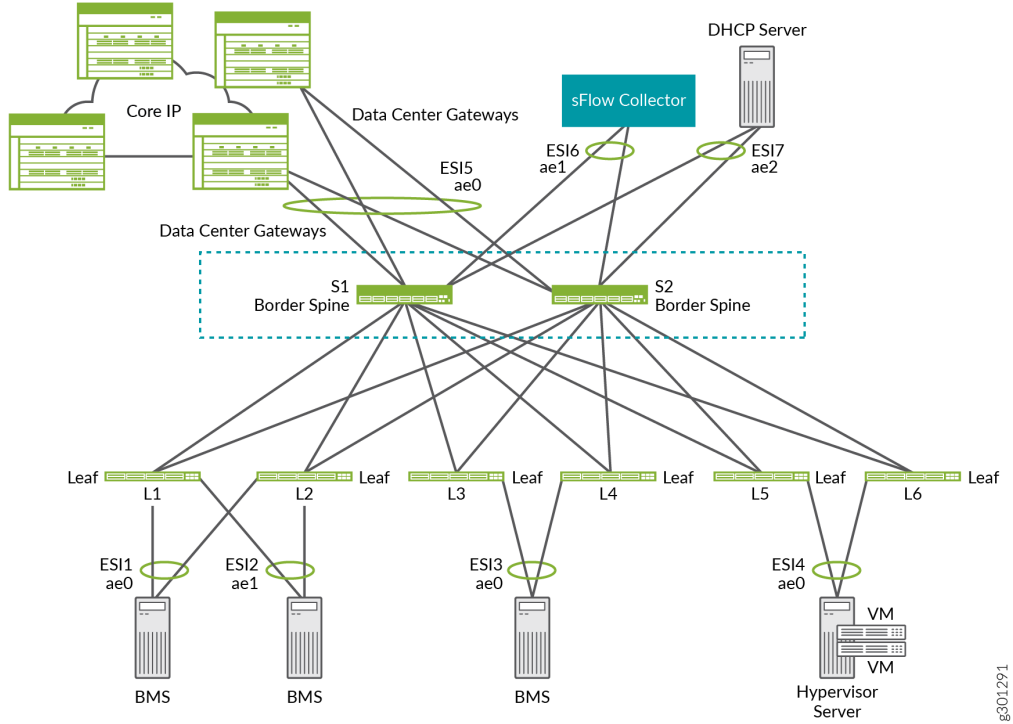 DHCP Server
sFlow Collector
Core IP
Data Center Gateways
ESI6
ae1
ESI7
ae2
ESI5
ae0
Data Center Gateways
S1
Border Spine
S2
Border Spine
Leaf
L1
Leaf
L2
Leaf
L3
Leaf
L4
Leaf
L5
Leaf
L6
ESI1
ae0
ESI2
ae1
ESI3
ae0
ESI4
ae0
VM
VM
BMS
BMS
BMS
Hypervisor
Server
g301291